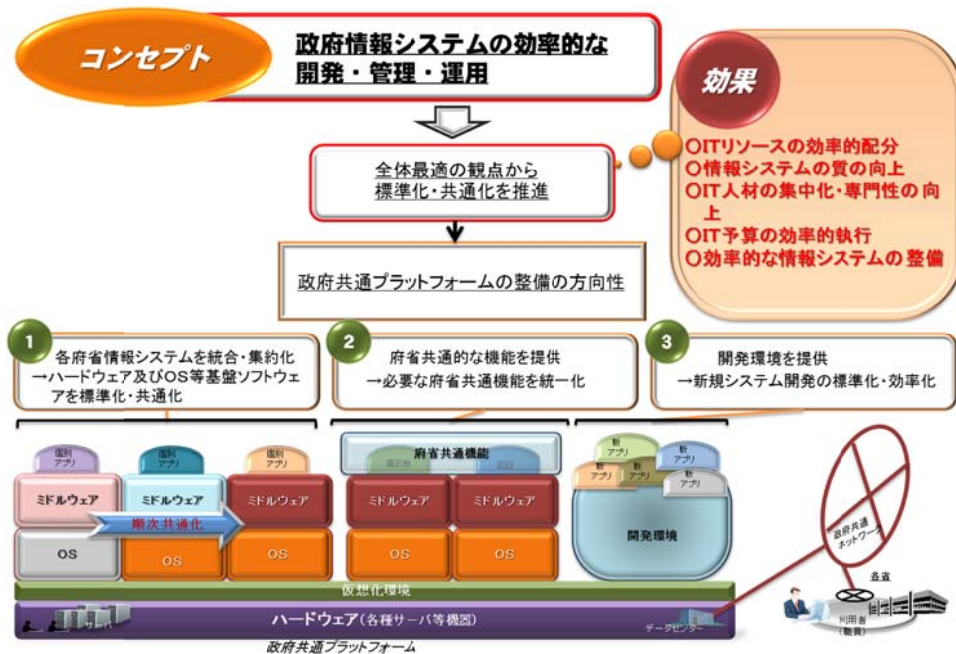 コンセプト
政府情報システムの効率的な
開発・管理・運用
効果
○ITリソースの効率的配分
○情報システムの質の向上
○IT人材の集中化・専門性の向
上
○IT予算の効率的執行
○効率的な情報システムの整備
全体最適の観点から
標準化・共通化を推進
政府共通プラットフォームの整備の方向性
1
各府省情報システムを統合・集約化
→ハードウェア及びOS等基盤ソフトウェ
アを標準化・共通化
2
府省共通的な機能を提供
→必要な府省共通機能を統一化
3
開発環境を提供
→新規システム開発の標準化・効率化
個別
アプリ
個別
アプリ
個別
アプリ
府省共通機能
新
アプリ
新
アプリ
新
アプリ
新
アプリ
新
アプリ
ミドルウェア
ミドルウェア
ミドルウェア
ミドルウェア
ミドルウェア
順次共通化
OS
OS
OS
OS
OS
開発環境
政府共通
ネットワーク
各省
利用者
(職員)
仮想化環境
サーバ
ハードウェア(各種サーバ等機器)
データセンター
政府共通プラットフォーム